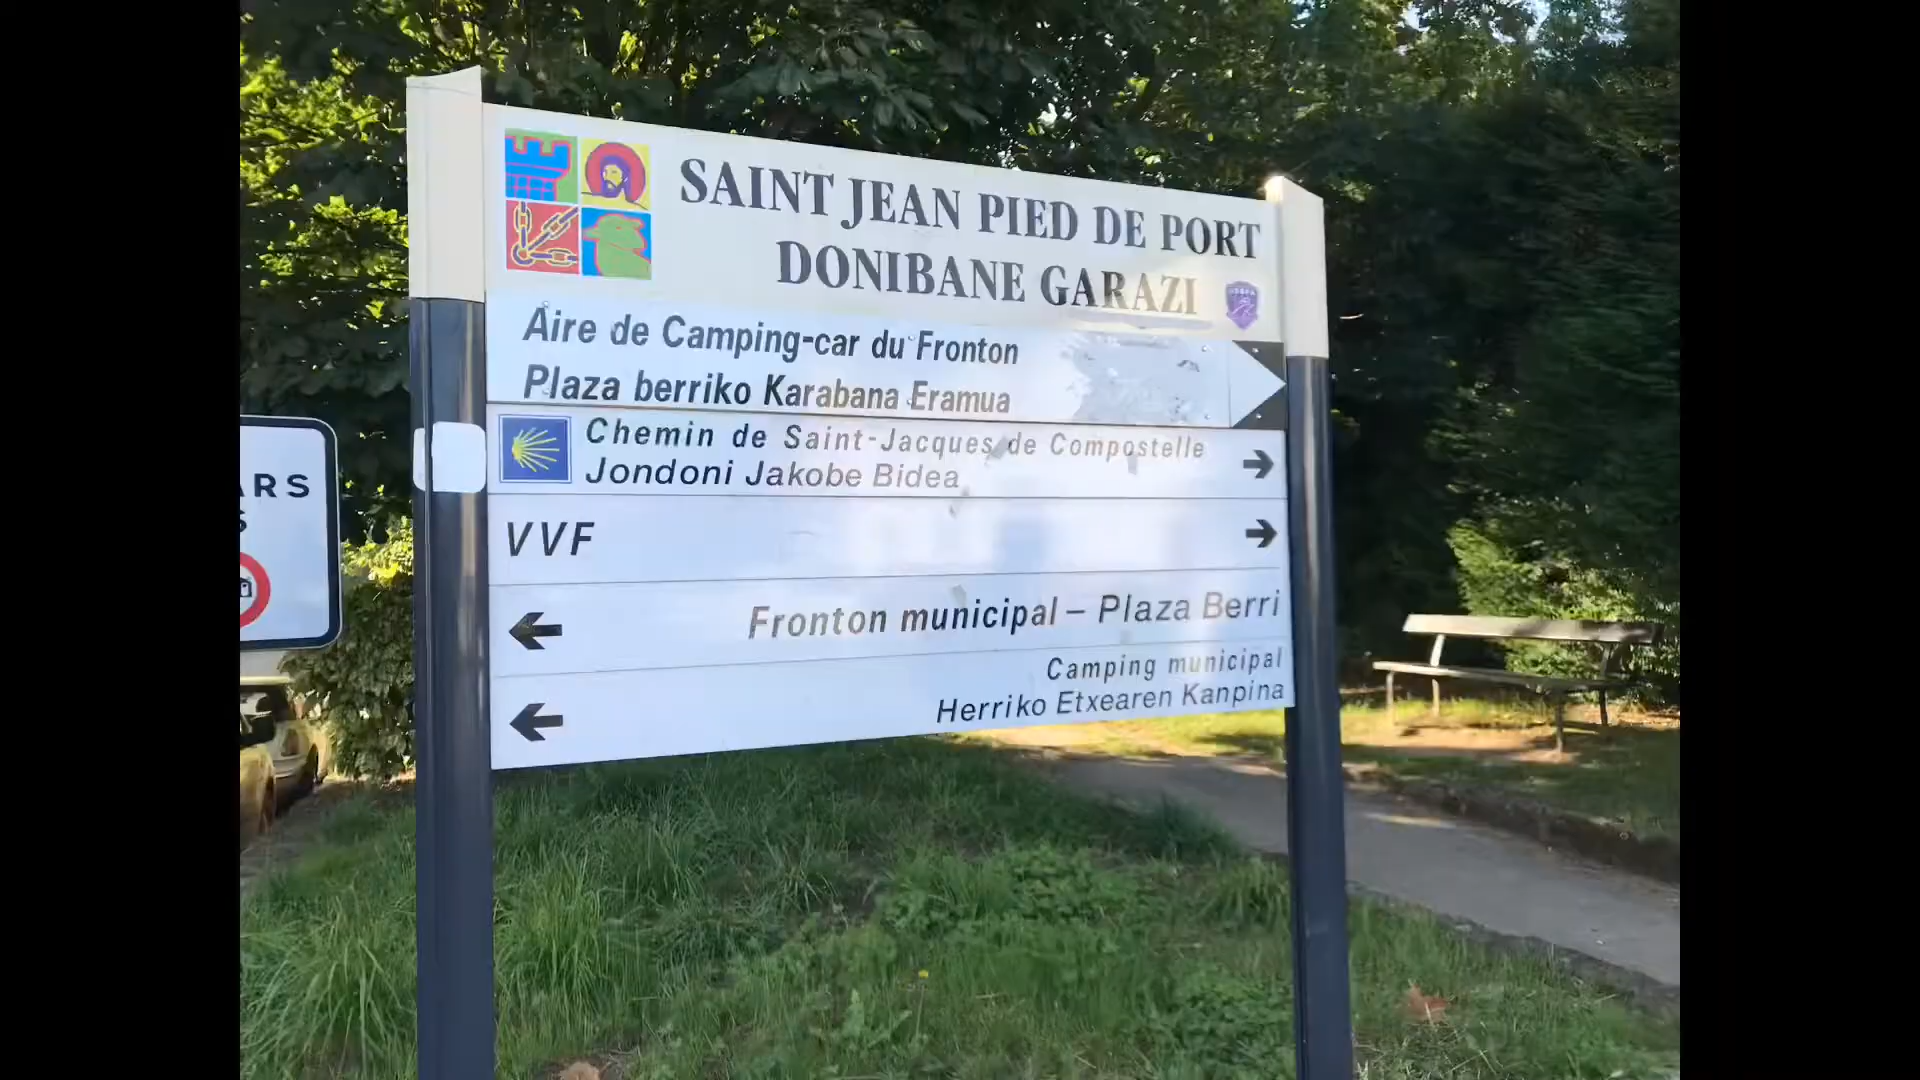 SAINT JEAN PIED DE PORT
DONIBANE GARAZI
Aire de Camping-car du Fronton
Plaza berriko Karabana Eramua
Chemin de Saint-Jacques de Compostelle
Jondoni Jakobe Bidea
VVF
Fronton municipal – Plaza Berri
Camping municipal
Herriko Etxearen Kanpina